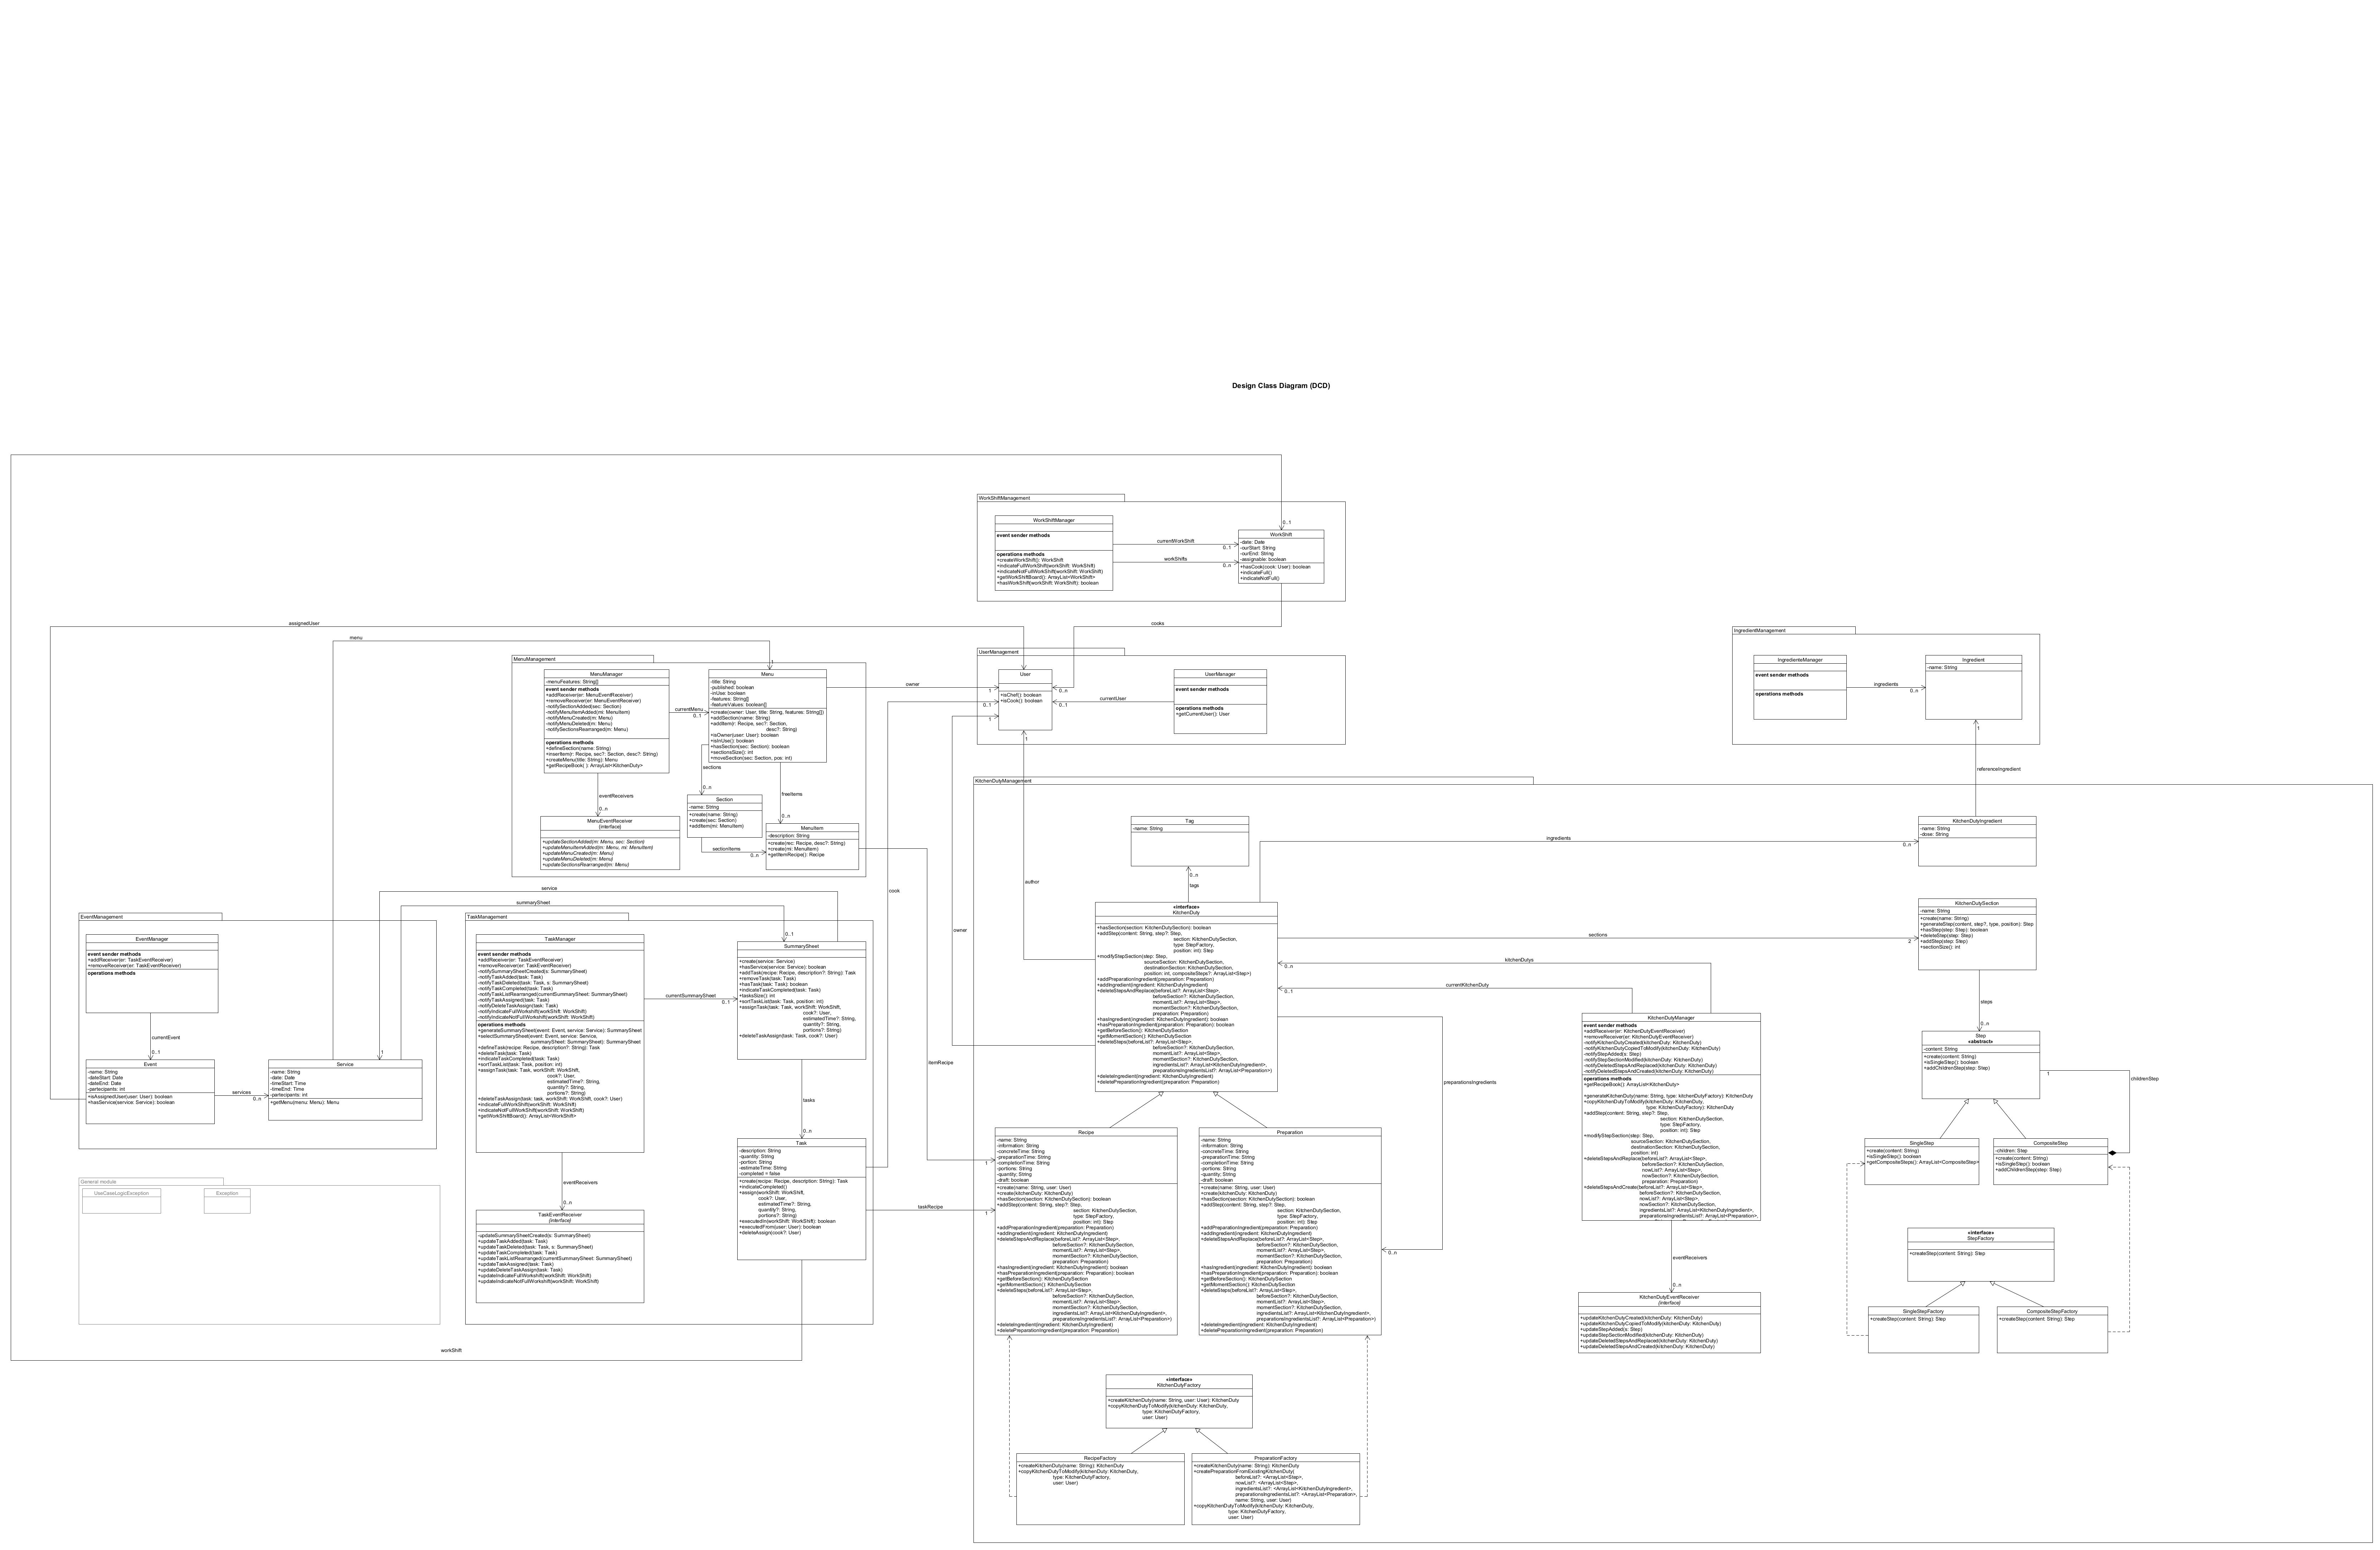 Design Class Diagram (DCD)
WorkShiftManagement
WorkShiftManager
event sender methods
operations methods
+createWorkShift(): WorkShift
+indicateFullWorkShift(workShift: WorkShift)
+indicateNotFullWorkShift(workShift: WorkShift)
+getWorkShiftBoard(): ArrayList<WorkShift>
+hasWorkShift(workShift: WorkShift): boolean
currentWorkShift
0..1
workShifts
0..n
0..1
WorkShift
-date: Date
-ourStart: String
-ourEnd: String
-assignable: boolean
+hasCook(cook: User): boolean
+indicateFull()
+indicateNotFull()
assignedUser
cooks
menu
1
MenuManagement
MenuManager
-menuFeatures: String[]
event sender methods
+addReceiver(er: MenuEventReceiver)
+removeReceiver(er: MenuEventReceiver)
-notifySectionAdded(sec: Section)
-notifyMenuItemAdded(mi: MenuItem)
-notifyMenuCreated(m: Menu)
-notifyMenuDeleted(m: Menu)
-notifySectionsRearranged(m: Menu)
operations methods
+defineSection(name: String)
+inserItem(r: Recipe, sec?: Section, desc?: String)
+createMenu(title: String): Menu
+getRecipeBook( ): ArrayList<KitchenDuty>
currentMenu
0..1
Menu
-title: String
-published: boolean
-inUse: boolean
-features: String[]
-featureValues: boolean[]
+create(owner: User, title: String, features: String[])
+addSection(name: String)
+addItem(r: Recipe, sec?: Section,
desc?: String)
+isOwner(user: User): boolean
+isInUse(): boolean
+hasSection(sec: Section): boolean
+sectionsSize(): int
+moveSection(sec: Section, pos: int)
owner
1
eventReceivers
0..n
MenuEventReceiver
{interface}
+updateSectionAdded(m: Menu, sec: Section)
+updateMenuItemAdded(m: Menu, mi: MenuItem)
+updateMenuCreated(m: Menu)
+updateMenuDeleted(m: Menu)
+updateSectionsRearranged(m: Menu)
sections
0..n
Section
-name: String
+create(name: String)
+create(sec: Section)
+addItem(mi: MenuItem)
sectionItems
0..n
freeItems
0..n
MenuItem
-description: String
+create(rec: Recipe, desc?: String)
+create(mi: MenuItem)
+getItemRecipe(): Recipe
UserManagement
User
+isChef(): boolean
+isCook(): boolean
0..n
0..1
0..1
1
1
currentUser
UserManager
event sender methods
operations methods
+getCurrentUser(): User
IngredientManagement
IngredienteManager
event sender methods
operations methods
ingredients
0..n
Ingredient
-name: String
1
referenceIngredient
EventManagement
EventManager
event sender methods
+addReceiver(er: TaskEventReceiver)
+removeReceiver(er: TaskEventReceiver)
operations methods
currentEvent
0..1
Event
-name: String
-dateStart: Date
-dateEnd: Date
-partecipants: int
+isAssignedUser(user: User): boolean
+hasService(service: Service): boolean
services
0..n
1
Service
-name: String
-date: Date
-timeStart: Time
-timeEnd: Time
-partecipants: int
+getMenu(menu: Menu): Menu
General module
UseCaseLogicException
Exception
service
summarySheet
cook
owner
author
itemRecipe
TaskManagement
TaskManager
event sender methods
+addReceiver(er: TaskEventReceiver)
+removeReceiver(er: TaskEventReceiver)
-notifySummarySheetCreated(s: SummarySheet)
-notifyTaskAdded(task: Task)
-notifyTaskDeleted(task: Task, s: SummarySheet)
-notifyTaskCompleted(task: Task)
-notifyTaskListRearranged(currentSummarySheet: SummarySheet)
-notifyTaskAssigned(task: Task)
-notifyDeleteTaskAssign(task: Task)
-notifyIndicateFullWorkshift(workShift: WorkShift)
-notifyIndicateNotFullWorkshift(workShift: WorkShift)
operations methods
+generateSummarySheet(event: Event, service: Service): SummarySheet
+selectSummarySheet(event: Event, service: Service,
summarySheet: SummarySheet): SummarySheet
+defineTask(recipe: Recipe, description?: String): Task
+deleteTask(task: Task)
+indicateTaskCompleted(task: Task)
+sortTaskList(task: Task, position: int)
+assignTask(task: Task, workShift: WorkShift,
cook?: User,
estimatedTime?: String,
quantity?: String,
portions?: String)
+deleteTaskAssign(task: task, workShift: WorkShift, cook?: User)
+indicateFullWorkShift(workShift: WorkShift)
+indicateNotFullWorkShift(workShift: WorkShift)
+getWorkShiftBoard(): ArrayList<WorkShift>
currentSummarySheet
0..1
0..1
SummarySheet
+create(service: Service)
+hasService(service: Service): boolean
+addTask(recipe: Recipe, description?: String): Task
+removeTask(task: Task)
+hasTask(task: Task): boolean
+indicateTaskCompleted(task: Task)
+tasksSize(): int
+sortTaskList(task: Task, position: int)
+assignTask(task: Task, workShift: WorkShift,
cook?: User,
estimatedTime?: String,
quantity?: String,
portions?: String)
+deleteTaskAssign(task: Task, cook?: User)
tasks
0..n
Task
-description: String
-quantity: String
-portion: String
-estimateTime: String
-completed = false
+create(recipe: Recipe, description: String): Task
+indicateCompleted()
+assign(workShift: WorkShift,
cook?: User,
estimatedTime?: String,
quantity?: String,
portions?: String)
+executedIn(workShift: WorkShift): boolean
+executedFrom(user: User): boolean
+deleteAssign(cook?: User)
taskRecipe
1
1
eventReceivers
0..n
TaskEventReceiver
{interface}
-updateSummarySheetCreated(s: SummarySheet)
+updateTaskAdded(task: Task)
+updateTaskDeleted(task: Task, s: SummarySheet)
+updateTaskCompleted(task: Task)
+updateTaskListRearranged(currentSummarySheet: SummarySheet)
+updateTaskAssigned(task: Task)
+updateDeleteTaskAssign(task: Task)
+updateIndicateFullWorkshift(workShift: WorkShift)
+updateIndicateNotFullWorkshift(workShift: WorkShift)
workShift
KitchenDutyManagement
Tag
-name: String
0..n
tags
ingredients
0..n
KitchenDutyIngredient
-name: String
-dose: String
«interface»
KitchenDuty
+hasSection(section: KitchenDutySection): boolean
+addStep(content: String, step?: Step,
section: KitchenDutySection,
type: StepFactory,
position: int): Step
+modifyStepSection(step: Step,
sourceSection: KitchenDutySection,
destinationSection: KitchenDutySection,
position: int, compositeSteps?: ArrayList<Step>)
+addPreparationIngredient(preparation: Preparation)
+addIngredient(ingredient: KitchenDutyIngredient)
+deleteStepsAndReplace(beforeList?: ArrayList<Step>,
beforeSection?: KitchenDutySection,
momentList?: ArrayList<Step>,
momentSection?: KitchenDutySection,
preparation: Preparation)
+hasIngredient(ingredient: KitchenDutyIngredient): boolean
+hasPreparationIngredient(preparation: Preparation): boolean
+getBeforeSection(): KitchenDutySection
+getMomentSection(): KitchenDutySection
+deleteSteps(beforeList?: ArrayList<Step>,
beforeSection?: KitchenDutySection,
momentList?: ArrayList<Step>,
momentSection?: KitchenDutySection,
ingredientsList?: ArrayList<KitchenDutyIngredient>,
preparationsIngredientsList?: ArrayList<Preparation>)
+deleteIngredient(ingredient: KitchenDutyIngredient)
+deletePreparationIngredient(preparation: Preparation)
sections
2
kitchenDutys
0..n
currentKitchenDuty
0..1
preparationsIngredients
0..n
KitchenDutySection
-name: String
+create(name: String)
+generateStep(content, step?, type, position): Step
+hasStep(step: Step): boolean
+deleteStep(step: Step)
+addStep(step: Step)
+sectionSize(): int
steps
0..n
Step
«abstract»
-content: String
+create(content: String)
+isSingleStep(): boolean
+addChildrenStep(step: Step)
1
childrenStep
SingleStep
+create(content: String)
+isSingleStep(): boolean
+getCompositeSteps(): ArrayList<CompositeStep>
CompositeStep
-children: Step
+create(content: String)
+isSingleStep(): boolean
+addChildrenStep(step: Step)
«interface»
StepFactory
+createStep(content: String): Step
SingleStepFactory
+createStep(content: String): Step
CompositeStepFactory
+createStep(content: String): Step
KitchenDutyManager
event sender methods
+addReceiver(er: KitchenDutyEventReceiver)
+removeReceiver(er: KitchenDutyEventReceiver)
-notifyKitchenDutyCreated(kitchenDuty: KitchenDuty)
-notifyKitchenDutyCopiedToModify(kitchenDuty: KitchenDuty)
-notifyStepAdded(s: Step)
-notifyStepSectionModified(kitchenDuty: KitchenDuty)
-notifyDeletedStepsAndReplaced(kitchenDuty: KitchenDuty)
-notifyDeletedStepsAndCreated(kitchenDuty: KitchenDuty)
operations methods
+getRecipeBook(): ArrayList<KitchenDuty>
+generateKitchenDuty(name: String, type: kitchenDutyFactory): KitchenDuty
+copyKitchenDutyToModify(kitchenDuty: KitchenDuty,
type: KitchenDutyFactory): KitchenDuty
+addStep(content: String, step?: Step,
section: KitchenDutySection,
type: StepFactory,
position: int): Step
+modifyStepSection(step: Step,
sourceSection: KitchenDutySection,
destinationSection: KitchenDutySection,
position: int)
+deleteStepsAndReplace(beforeList?: ArrayList<Step>,
beforeSection?: KitchenDutySection,
nowList?: ArrayList<Step>,
nowSection?: KitchenDutySection,
preparation: Preparation)
+deleteStepsAndCreate(beforeList?: ArrayList<Step>,
beforeSection?: KitchenDutySection,
nowList?: ArrayList<Step>,
nowSection?: KitchenDutySection,
ingredientsList?: ArrayList<KitchenDutyIngredient>,
preparationsIngredientsList?: ArrayList<Preparation>,
eventReceivers
0..n
KitchenDutyEventReceiver
{interface}
+updateKitchenDutyCreated(kitchenDuty: KitchenDuty)
+updateKitchenDutyCopiedToModify(kitchenDuty: KitchenDuty)
+updateStepAdded(s: Step)
+updateStepSectionModified(kitchenDuty: KitchenDuty)
+updateDeletedStepsAndReplaced(kitchenDuty: KitchenDuty)
+updateDeletedStepsAndCreated(kitchenDuty: KitchenDuty)
Recipe
-name: String
-information: String
-concreteTime: String
-preparationTime: String
-completionTime: String
-portions: String
-quantity: String
-draft: boolean
+create(name: String, user: User)
+create(kitchenDuty: KitchenDuty)
+hasSection(section: KitchenDutySection): boolean
+addStep(content: String, step?: Step,
section: KitchenDutySection,
type: StepFactory,
position: int): Step
+addPreparationIngredient(preparation: Preparation)
+addIngredient(ingredient: KitchenDutyIngredient)
+deleteStepsAndReplace(beforeList?: ArrayList<Step>,
beforeSection?: KitchenDutySection,
momentList?: ArrayList<Step>,
momentSection?: KitchenDutySection,
preparation: Preparation)
+hasIngredient(ingredient: KitchenDutyIngredient): boolean
+hasPreparationIngredient(preparation: Preparation): boolean
+getBeforeSection(): KitchenDutySection
+getMomentSection(): KitchenDutySection
+deleteSteps(beforeList?: ArrayList<Step>,
beforeSection?: KitchenDutySection,
momentList?: ArrayList<Step>,
momentSection?: KitchenDutySection,
ingredientsList?: ArrayList<KitchenDutyIngredient>,
preparationsIngredientsList?: ArrayList<Preparation>)
+deleteIngredient(ingredient: KitchenDutyIngredient)
+deletePreparationIngredient(preparation: Preparation)
Preparation
-name: String
-information: String
-concreteTime: String
-preparationTime: String
-completionTime: String
-portions: String
-quantity: String
-draft: boolean
+create(name: String, user: User)
+create(kitchenDuty: KitchenDuty)
+hasSection(section: KitchenDutySection): boolean
+addStep(content: String, step?: Step,
section: KitchenDutySection,
type: StepFactory,
position: int): Step
+addPreparationIngredient(preparation: Preparation)
+addIngredient(ingredient: KitchenDutyIngredient)
+deleteStepsAndReplace(beforeList?: ArrayList<Step>,
beforeSection?: KitchenDutySection,
momentList?: ArrayList<Step>,
momentSection?: KitchenDutySection,
preparation: Preparation)
+hasIngredient(ingredient: KitchenDutyIngredient): boolean
+hasPreparationIngredient(preparation: Preparation): boolean
+getBeforeSection(): KitchenDutySection
+getMomentSection(): KitchenDutySection
+deleteSteps(beforeList?: ArrayList<Step>,
beforeSection?: KitchenDutySection,
momentList?: ArrayList<Step>,
momentSection?: KitchenDutySection,
ingredientsList?: ArrayList<KitchenDutyIngredient>,
preparationsIngredientsList?: ArrayList<Preparation>)
+deleteIngredient(ingredient: KitchenDutyIngredient)
+deletePreparationIngredient(preparation: Preparation)
«interface»
KitchenDutyFactory
+createKitchenDuty(name: String, user: User): KitchenDuty
+copyKitchenDutyToModify(kitchenDuty: KitchenDuty,
type: KitchenDutyFactory,
user: User)
RecipeFactory
+createKitchenDuty(name: String): KitchenDuty
+copyKitchenDutyToModify(kitchenDuty: KitchenDuty,
type: KitchenDutyFactory,
user: User)
PreparationFactory
+createKitchenDuty(name: String): KitchenDuty
+createPreparationFromExistingKitchenDuty(
beforeList?: <ArrayList<Step>,
nowList?: <ArrayList<Step>,
ingredientsList?: <ArrayList<KitchenDutyIngredient>,
preparationsIngredientsList?: <ArrayList<Preparation>,
name: String, user: User)
+copyKitchenDutyToModify(kitchenDuty: KitchenDuty,
type: KitchenDutyFactory,
user: User)